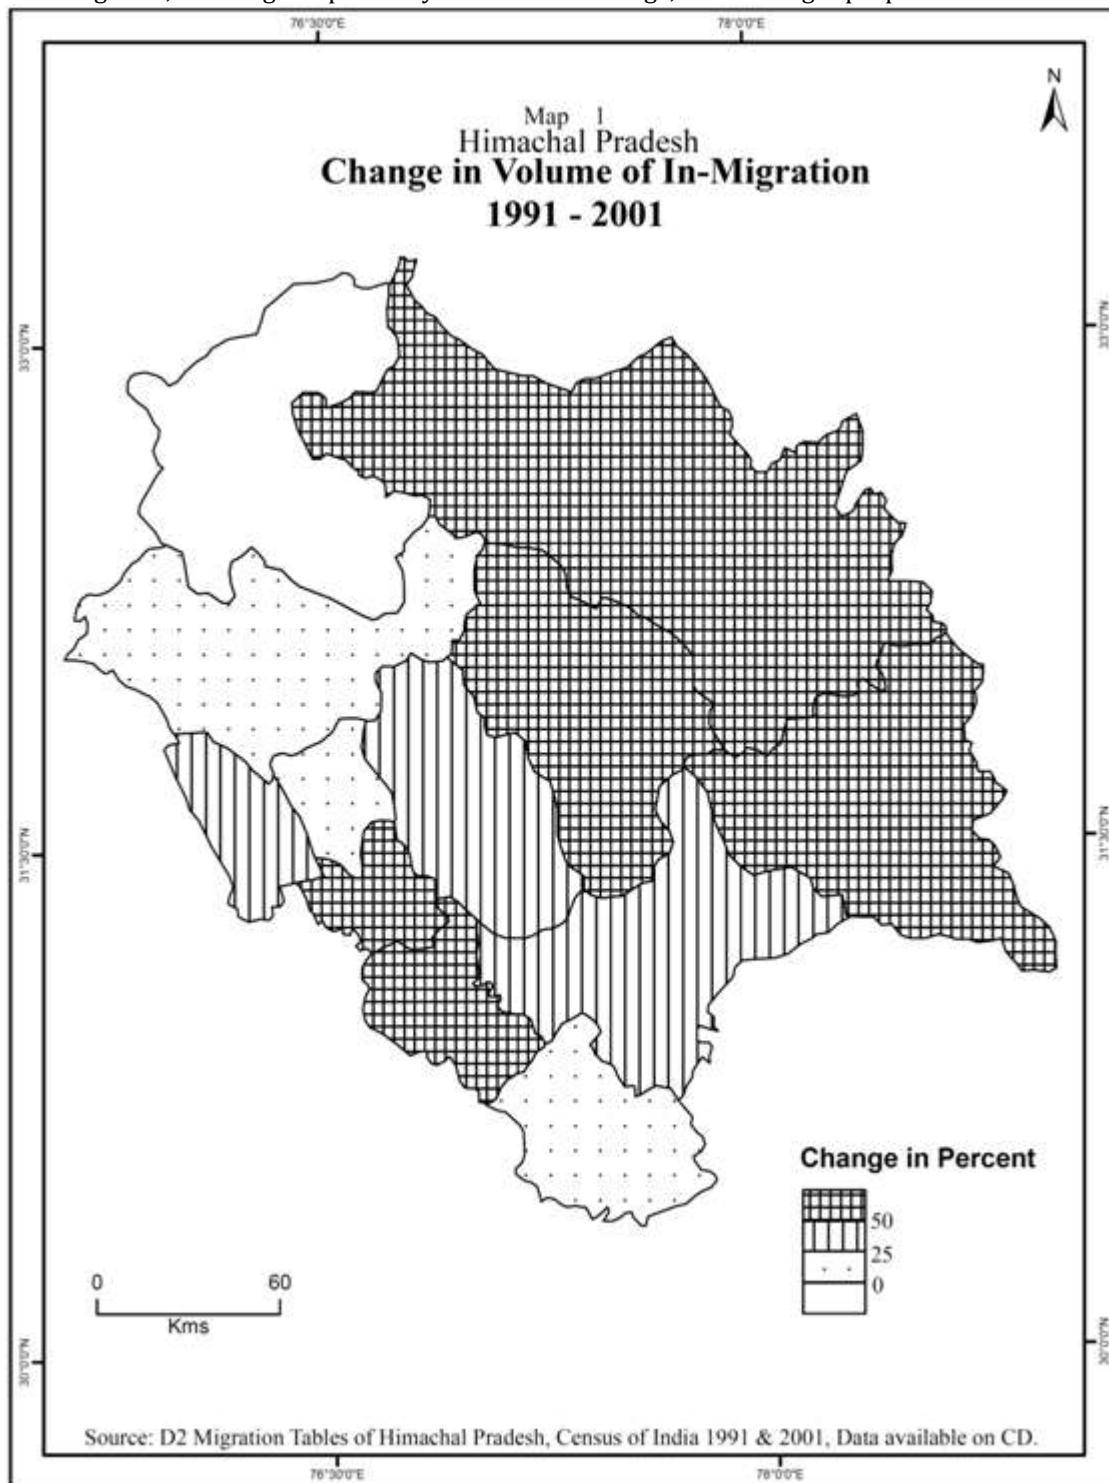 76°30'0"E
78°0'0"E
N
Map 1
Himachal Pradesh
Change in Volume of In-Migration
1991 - 2001
33°0'0"N
33°0'0"N
31°30'0"N
31°30'0"N
Change in Percent
50
25
0
0 60
Kms
30°0'0"N
30°0'0"N
Source: D2 Migration Tables of Himachal Pradesh, Census of India 1991 & 2001, Data available on CD.
76°30'0"E
78°0'0"E